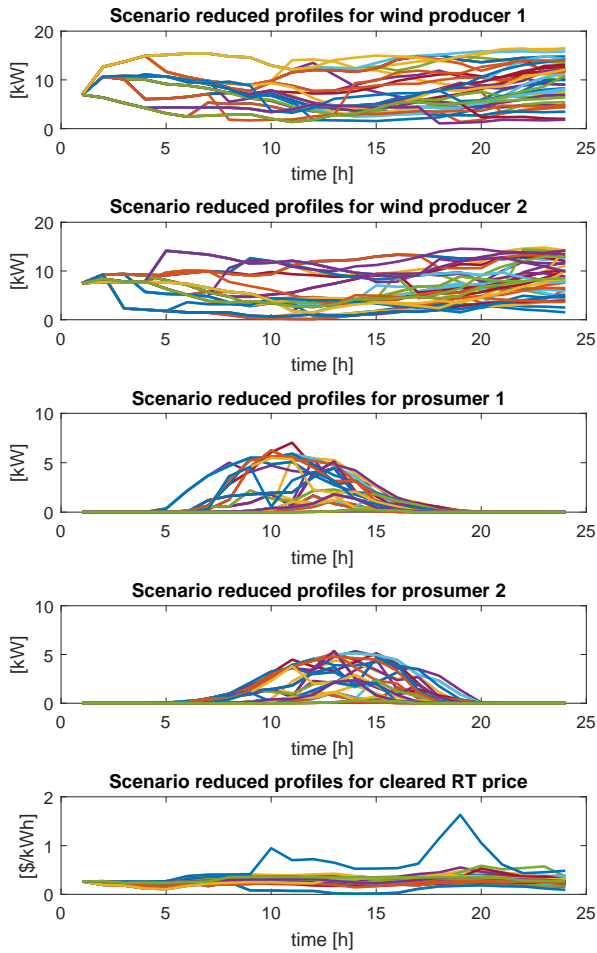 Scenario reduced profiles for wind producer 1
20
10
0
[kW]
0 5 10 15 20 25
time [h]
Scenario reduced profiles for wind producer 2
20
10
0
[kW]
0 5 10 15 20 25
time [h]
Scenario reduced profiles for prosumer 1
10
5
0
[kW]
0 5 10 15 20 25
time [h]
Scenario reduced profiles for prosumer 2
10
5
0
[kW]
0 5 10 15 20 25
time [h]
Scenario reduced profiles for cleared RT price
2
1
0
[$/kWh]
0 5 10 15 20 25
time [h]